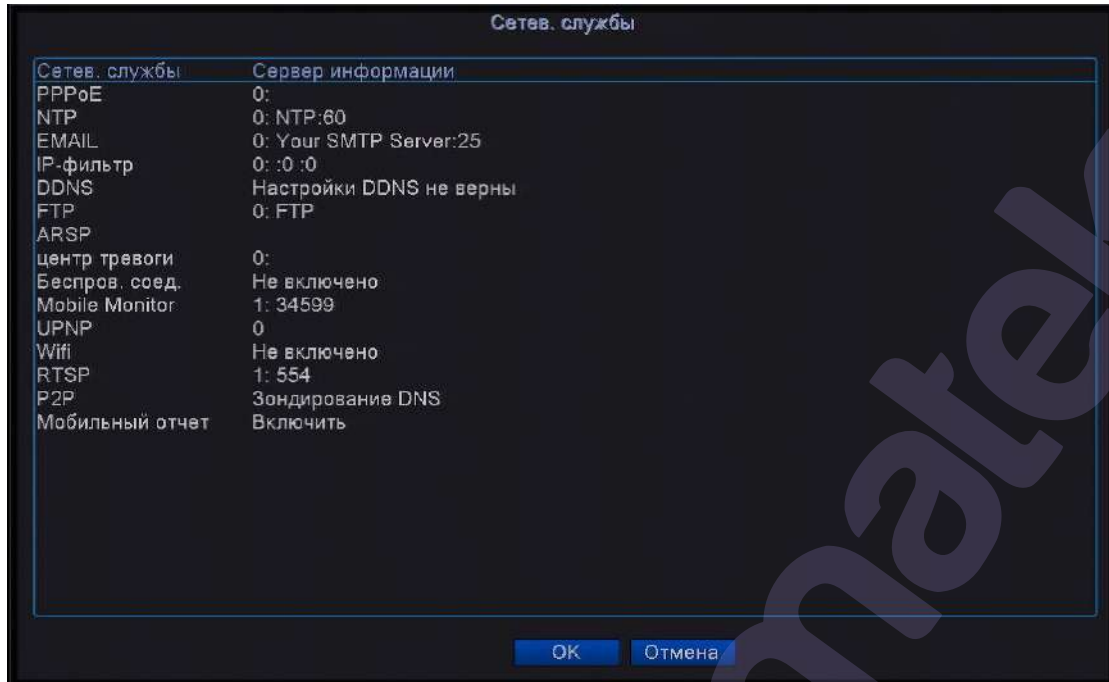 Сетев. службы
Сетев. службы Сервер информации
PPPoE 0:
NTP 0: NTP:60
EMAIL 0: Your SMTP Server:25
IP-фильтр 0: :0 :0
DDNS Настройки DDNS не верны
FTP 0: FTP
ARSP
центр тревоги 0:
Беспров. соед. Не включено
Mobile Monitor 1: 34599
UPNP 0
Wifi Не включено
RTSP 1: 554
P2P Зондирование DNS
Мобильный отчет Включить
OK Отмена